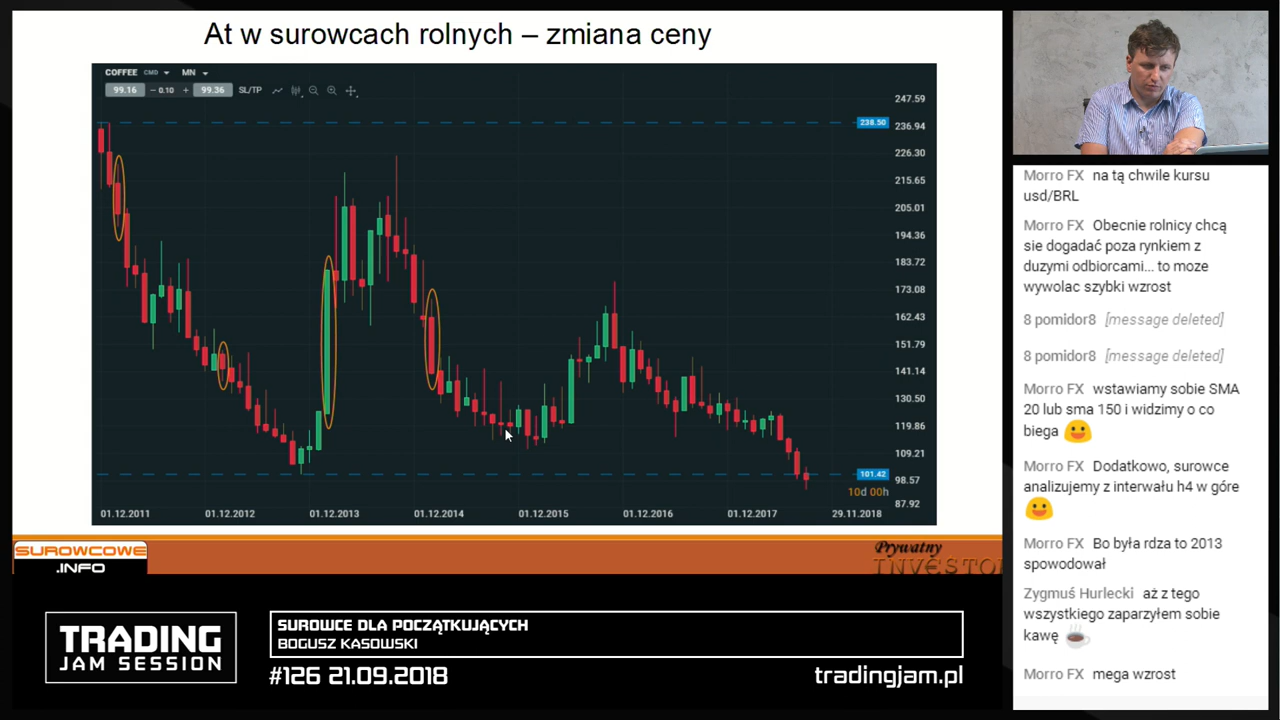 At w surowcach rolnych – zmiana ceny
COFFEE CMD MN
99.16 – 0.10 + 99.36 SL/TP
247.59
238.50
236.94
226.30
215.65
205.01
194.36
183.72
173.08
162.43
151.79
141.14
130.50
119.86
109.21
101.42
98.57
10d 00h
87.92
01.12.2011 01.12.2012 01.12.2013 01.12.2014 01.12.2015 01.12.2016 01.12.2017 29.11.2018
SUROWCOWE
.INFO
Prywatny
INVESTO
TRADING
JAM SESSION
SUROWCE DLA POCZĄTKUJĄCYCH
BOGUSZ KASOWSKI
#126 21.09.2018
tradingjam.pl
Morro FX na tą chwile kursu
usd/BRL
Morro FX Obecnie rolnicy chcą
sie dogadać poza rynkiem z
duzymi odbiorcami... to moze
wywolac szybki wzrost
8 pomidor8 [message deleted]
8 pomidor8 [message deleted]
Morro FX wstawiamy sobie SMA
20 lub sma 150 i widzimy o co
biega
Morro FX Dodatkowo, surowce
analizujemy z interwału h4 w góre
Morro FX Bo była rdza to 2013
spowodował
Zygmuś Hurlecki aż z tego
wszystkiego zaparzyłem sobie
kawę
Morro FX mega wzrost